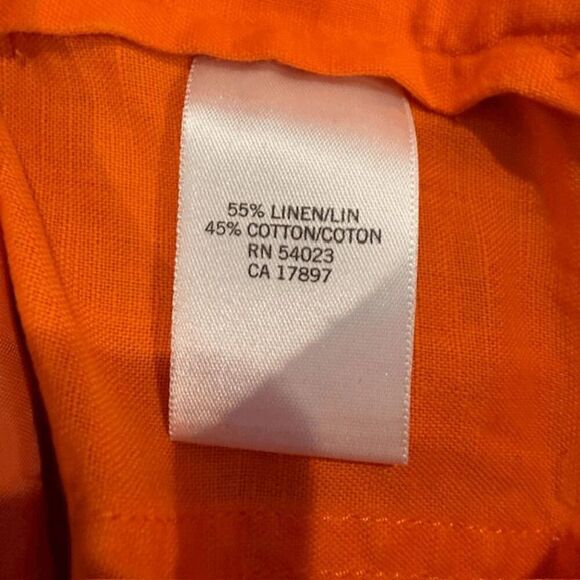 55% LINEN/LIN
45% COTTON/COTON
RN 54023
CA 17897